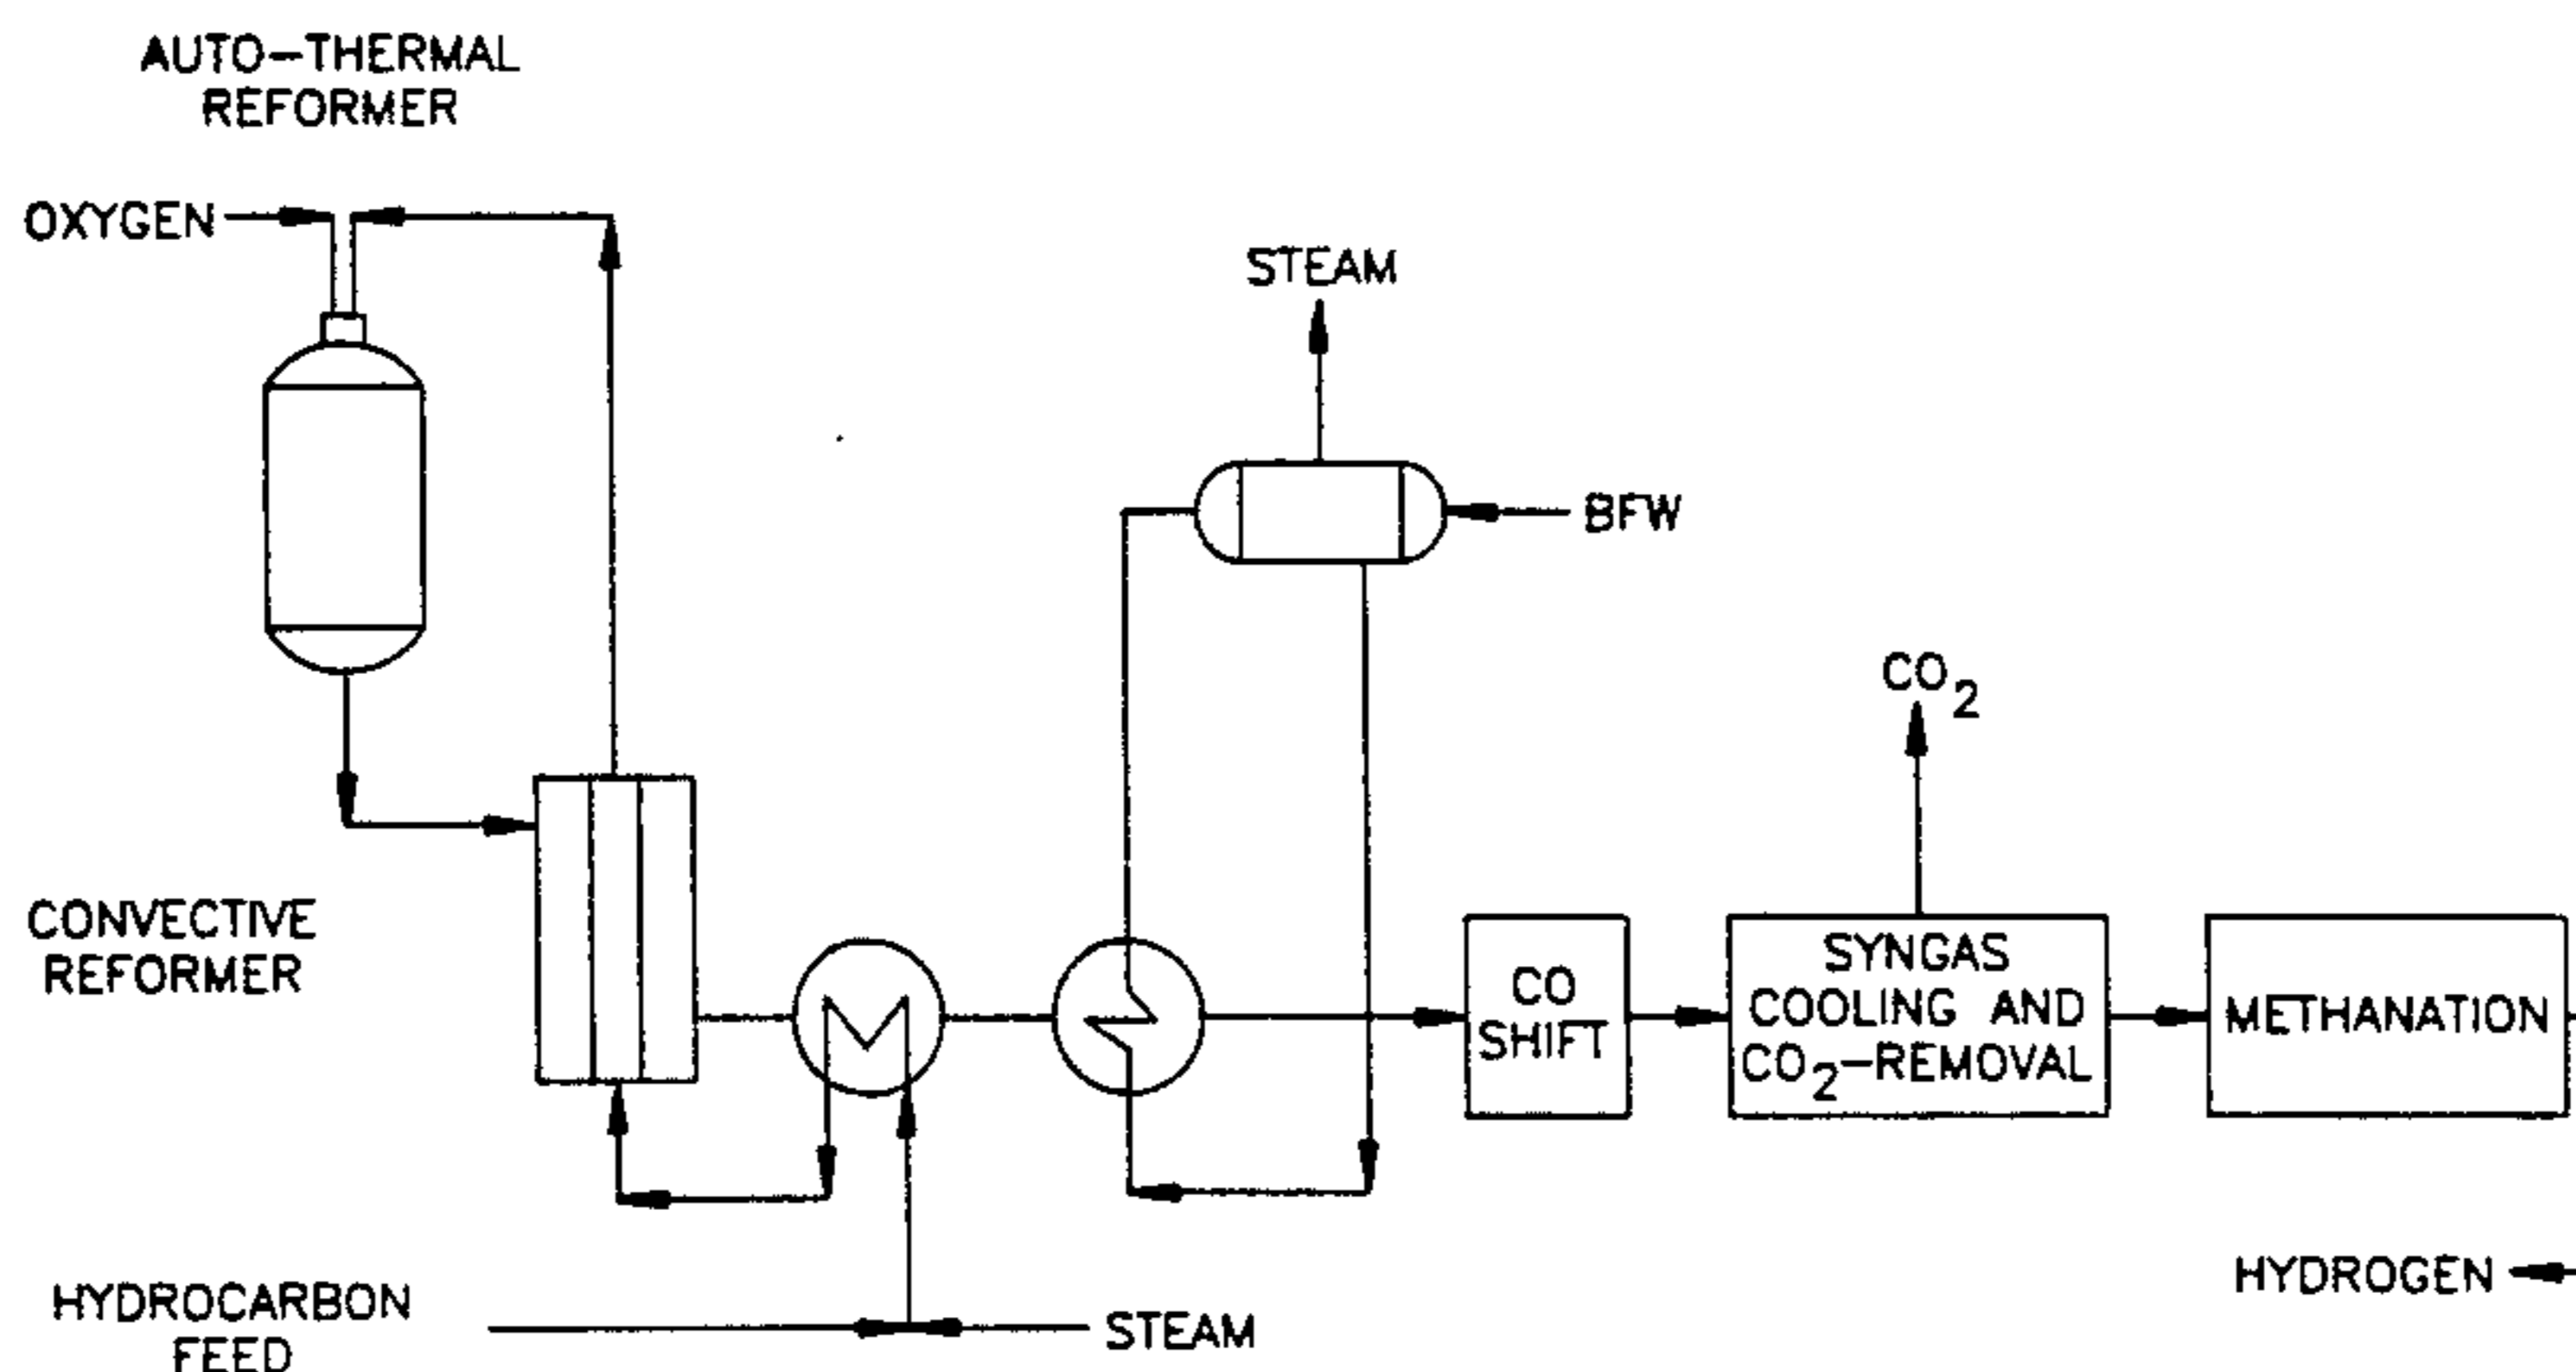 AUTO-THERMAL
REFORMER
OXYGEN
STEAM
BFW
CO2
CONVECTIVE
REFORMER
CO
SHIFT
SYNGAS
COOLING AND
CO2-REMOVAL
METHANATION
HYDROGEN
HYDROCARBON
FEED
STEAM